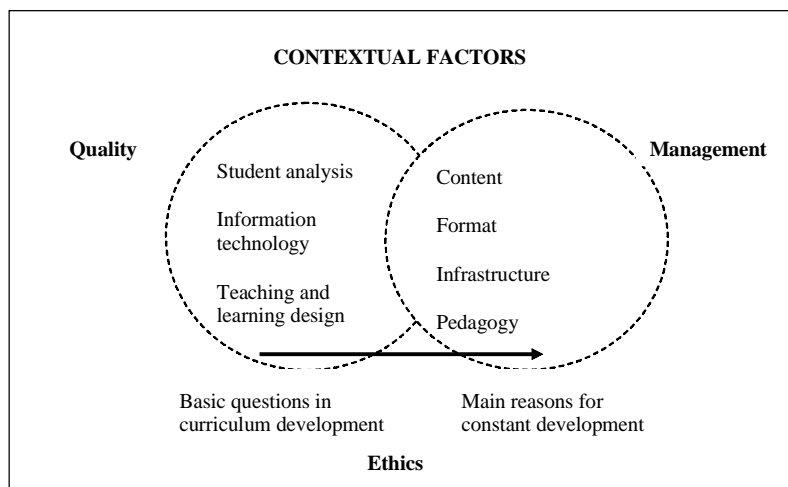 CONTEXTUAL FACTORS
Quality
Management
Student analysis
Information
technology
Teaching and
learning design
Content
Format
Infrastructure
Pedagogy
Basic questions in
curriculum development
Main reasons for
constant development
Ethics